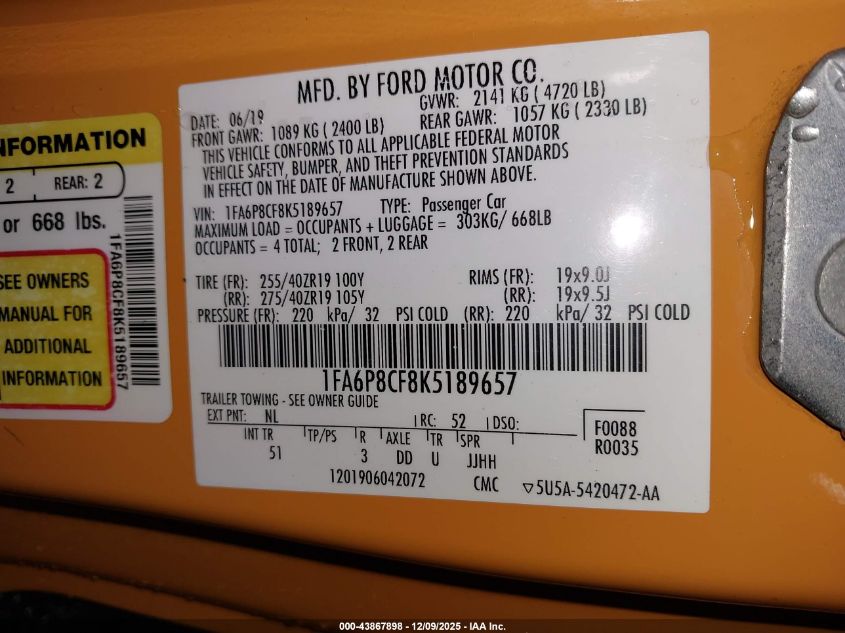 NFORMATION
2 REAR: 2
or 668 lbs.
SEE OWNERS
MANUAL FOR
ADDITIONAL
INFORMATION
1FA6P8CF8K5189657
MFD. BY FORD MOTOR CO.
DATE: 06/19 GVWR: 2141 KG ( 4720 LB)
FRONT GAWR: 1089 KG ( 2400 LB) REAR GAWR: 1057 KG ( 2330 LB)
THIS VEHICLE CONFORMS TO ALL APPLICABLE FEDERAL MOTOR
VEHICLE SAFETY, BUMPER, AND THEFT PREVENTION STANDARDS
IN EFFECT ON THE DATE OF MANUFACTURE SHOWN ABOVE.
VIN: 1FA6P8CF8K5189657 TYPE: Passenger Car
MAXIMUM LOAD = OCCUPANTS + LUGGAGE = 303KG/ 668LB
OCCUPANTS = 4 TOTAL; 2 FRONT, 2 REAR
TIRE (FR): 255/40ZR19 100Y RIMS (FR): 19x9.0J
(RR): 275/40ZR19 105Y (RR): 19x9.5J
PRESSURE (FR): 220 kPa/ 32 PSI COLD (RR): 220 kPa/ 32 PSI COLD
1FA6P8CF8K5189657
TRAILER TOWING - SEE OWNER GUIDE
EXT PNT: NL RC: 52 DSO: F0088
INT TR TP/PS R AXLE TR SPR R0035
51 3 DD U JJHH
1201906042072 CMC ▽5U5A-5420472-AA
000-43867898 - 12/09/2025 - IAA Inc.